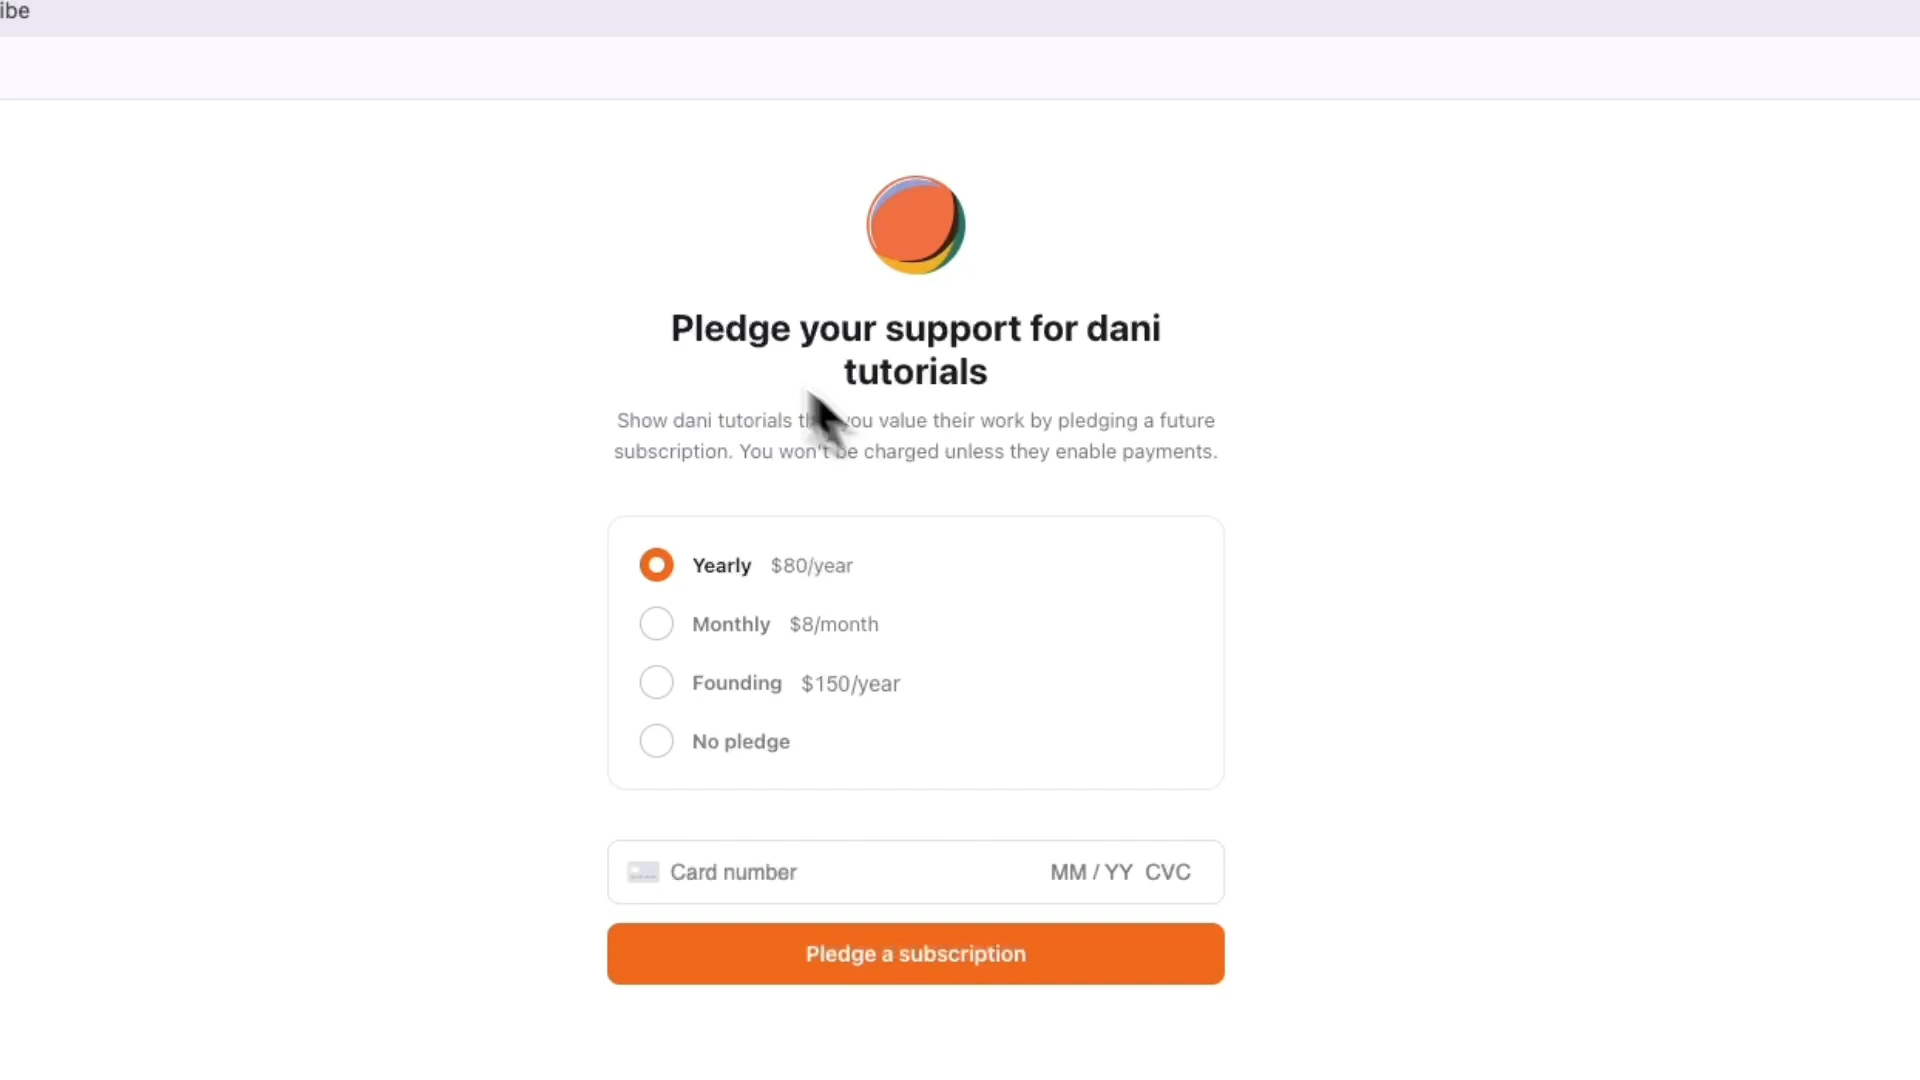 ibe
Pledge your support for dani
tutorials
Show dani tutorials you value their work by pledging a future
subscription. You won't be charged unless they enable payments.
Yearly $80/year
Monthly $8/month
Founding $150/year
No pledge
Card number MM / YY CVC
Pledge a subscription